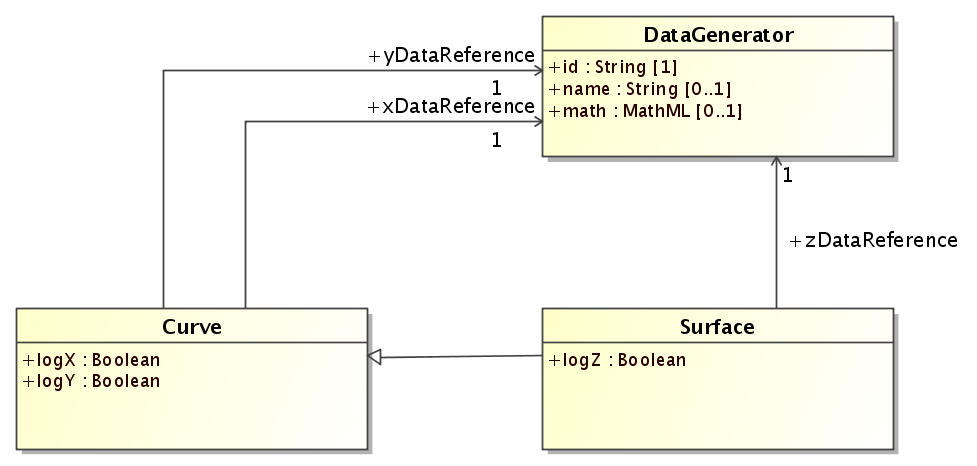 DataGenerator
+id : String [1]
+name : String [0..1]
+math : MathML [0..1]
+yDataReference
1
+xDataReference
1
1
+zDataReference
Curve
+logX : Boolean
+logY : Boolean
Surface
+logZ : Boolean